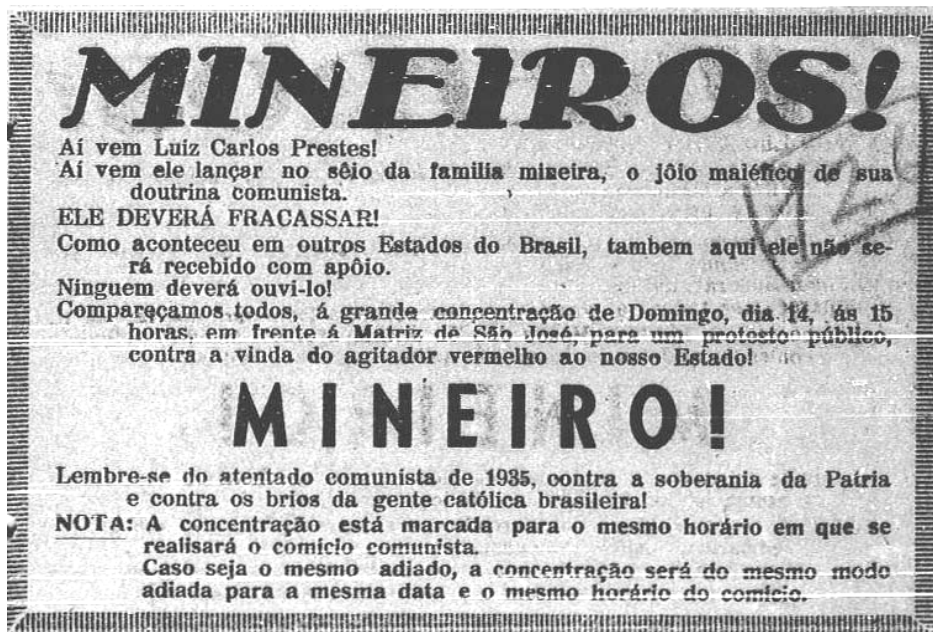 MINEIROS!
Aí vem Luiz Carlos Prestes!
Aí vem ele lançar no sêio da familia mineira, o jôio maléfico de sua
doutrina comunista.
ELE DEVERÁ FRACASSAR!
Como aconteceu em outros Estados do Brasil, tambem aqui ele não se-
rá recebido com apôio.
Ninguem deverá ouvi-lo!
Compareçamos todos, á grande concentração de Domingo, dia 14, ás 15
horas, em frente á Matriz de São José, para um protesto público,
contra a vinda do agitador vermelho ao nosso Estado!
MINEIRO!
Lembre-se do atentado comunista de 1935, contra a soberania da Patria
e contra os brios da gente católica brasileira!
NOTA: A concentração está marcada para o mesmo horário em que se
realisará o comício comunista.
Caso seja o mesmo adiado, a concentração será do mesmo modo
adiada para a mesma data e o mesmo horário do comício.